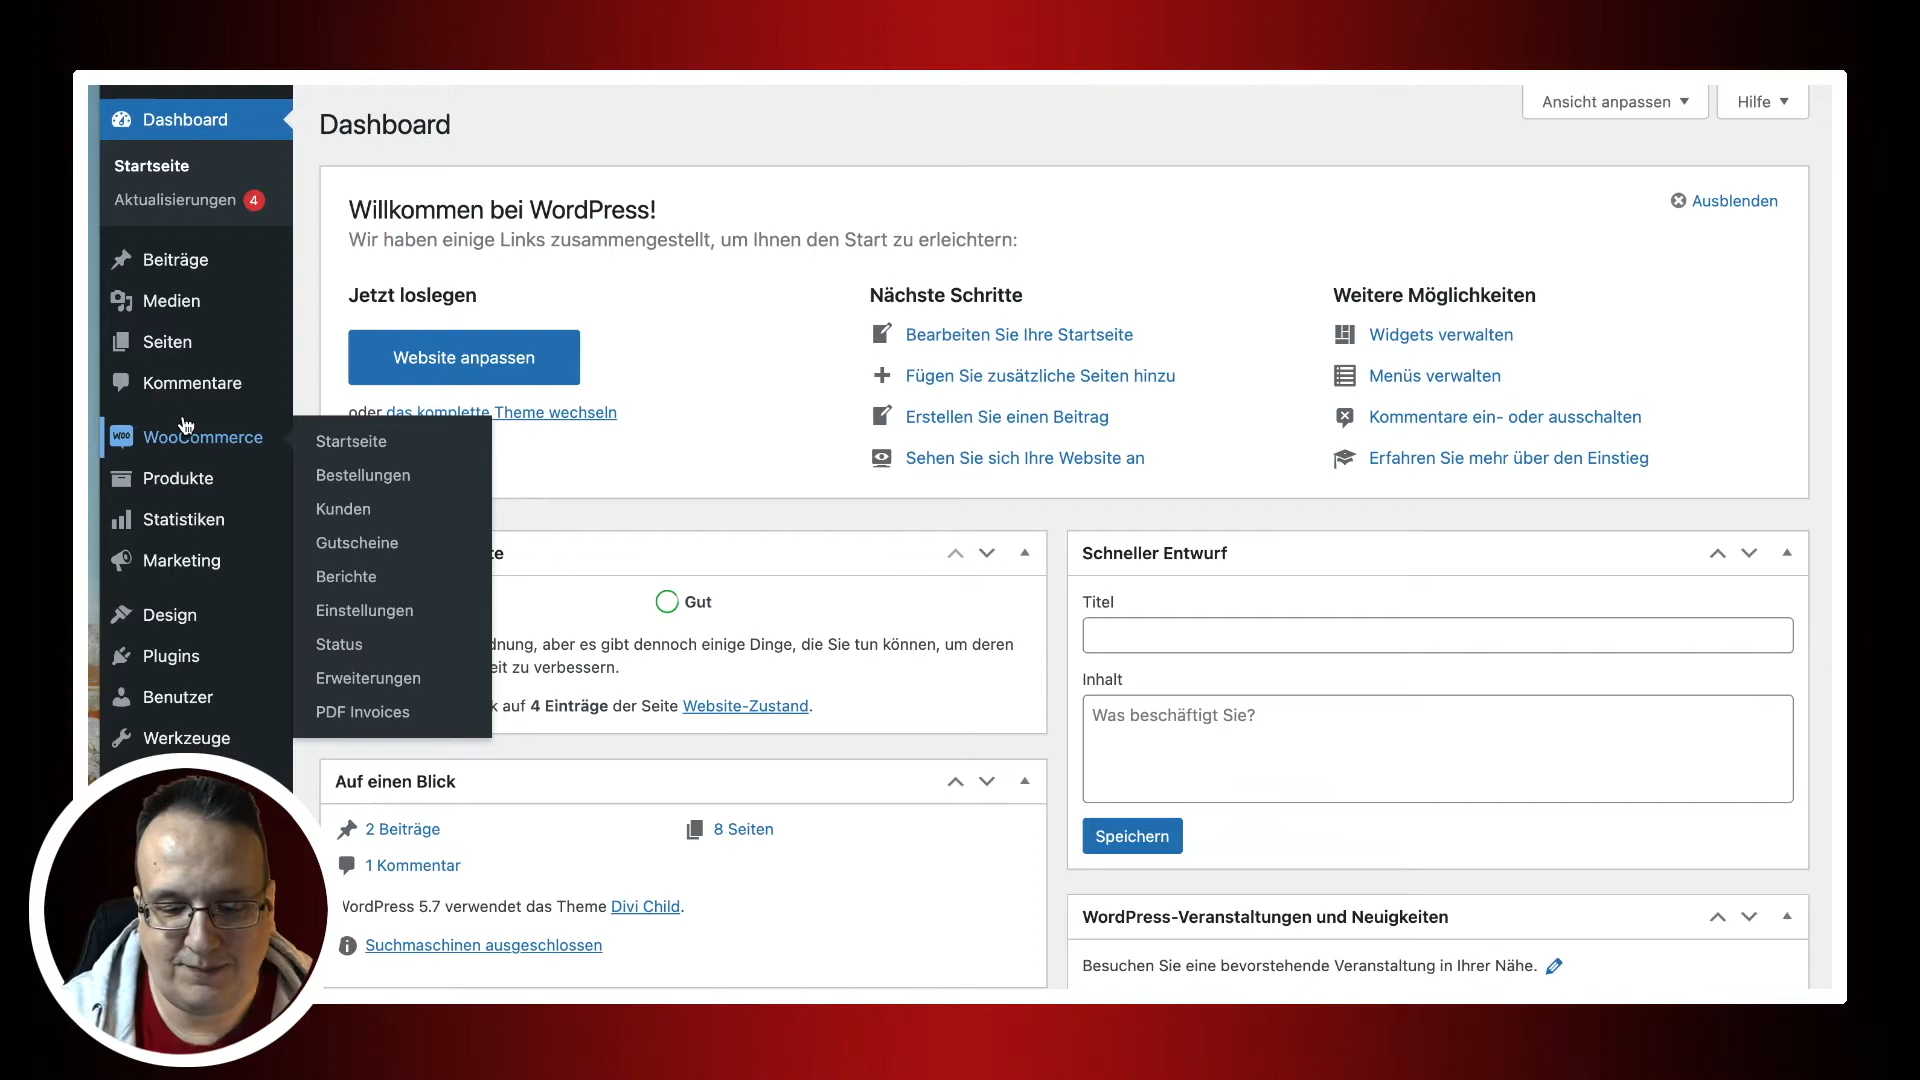 Dashboard
Startseite
Aktualisierungen 4
Beiträge
Medien
Seiten
Kommentare
WooCommerce
Produkte
Statistiken
Marketing
Design
Plugins
Benutzer
Werkzeuge
Startseite
Bestellungen
Kunden
Gutscheine
Berichte
Einstellungen
Status
Erweiterungen
PDF Invoices
Dashboard
Ansicht anpassen
Hilfe
Willkommen bei WordPress!
Ausblenden
Wir haben einige Links zusammengestellt, um Ihnen den Start zu erleichtern:
Jetzt loslegen
Website anpassen
oder das komplette Theme wechseln
Nächste Schritte
Bearbeiten Sie Ihre Startseite
Fügen Sie zusätzliche Seiten hinzu
Erstellen Sie einen Beitrag
Sehen Sie sich Ihre Website an
Weitere Möglichkeiten
Widgets verwalten
Menüs verwalten
Kommentare ein- oder ausschalten
Erfahren Sie mehr über den Einstieg
te
Gut
dnung, aber es gibt dennoch einige Dinge, die Sie tun können, um deren
eit zu verbessern.
k auf 4 Einträge der Seite Website-Zustand.
Auf einen Blick
2 Beiträge
8 Seiten
1 Kommentar
WordPress 5.7 verwendet das Theme Divi Child.
Suchmaschinen ausgeschlossen
Schneller Entwurf
Titel
Inhalt
Was beschäftigt Sie?
Speichern
WordPress-Veranstaltungen und Neuigkeiten
Besuchen Sie eine bevorstehende Veranstaltung in Ihrer Nähe.